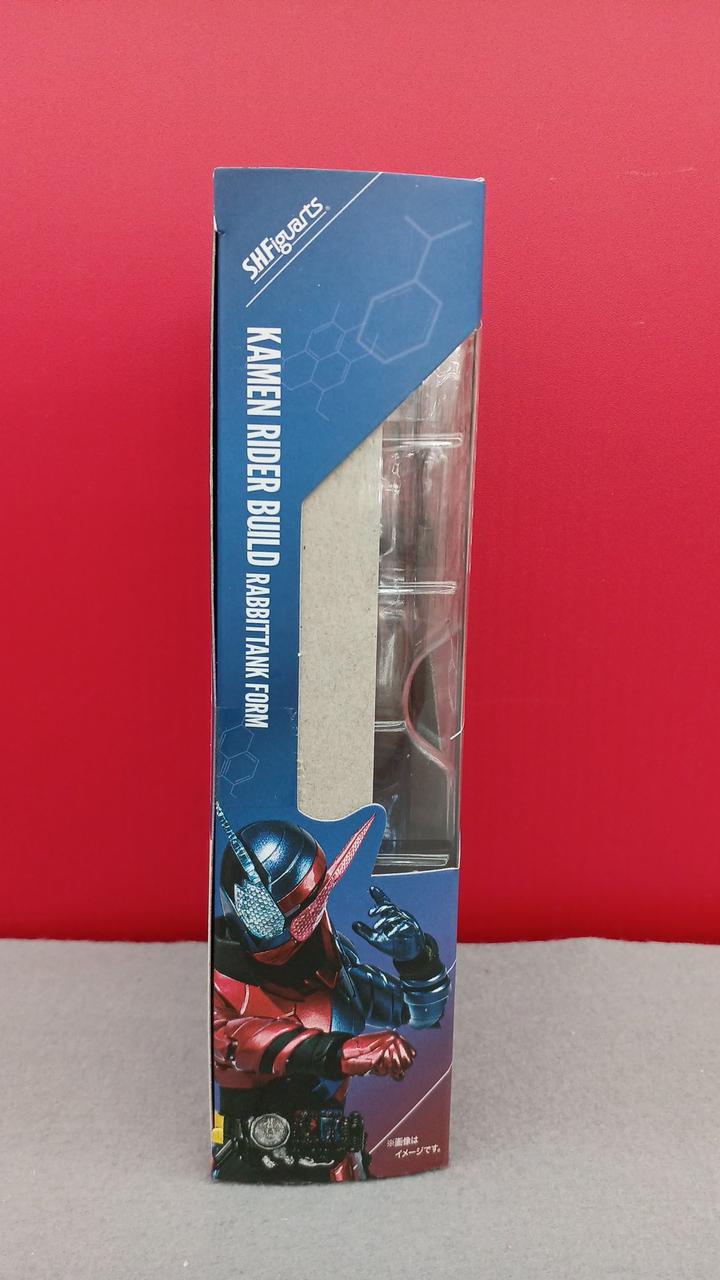 S.H.Figuarts®
KAMEN RIDER BUILD RABBITTANK FORM
※画像は
イメージです。